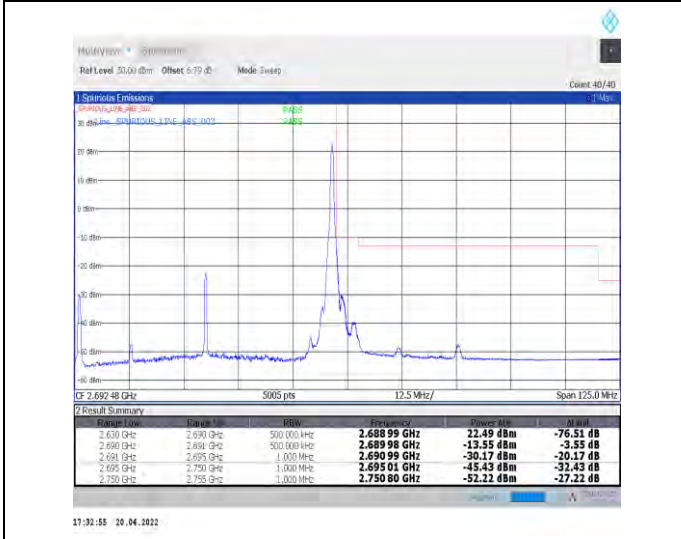 MultiView Spectrum
Ref Level 30.00 dBm Offset 6.79 dB Mode Sweep
Count 40/40
1 Spurious Emissions
_SPURIOUS_LINE_ABS_002 PASS
30 dBm Line _SPURIOUS_LINE_ABS_002 PASS
20 dBm
10 dBm
0 dBm
-10 dBm
-20 dBm
-30 dBm
-40 dBm
-50 dBm
-60 dBm
CF 2.692 48 GHz 5005 pts 12.5 MHz/ Span 125.0 MHz
2 Result Summary
Range Low Range Up RBW Frequency Power Abs ΔLimit
2.630 GHz 2.690 GHz 500.000 kHz 2.688 99 GHz 22.49 dBm -76.51 dB
2.690 GHz 2.691 GHz 500.000 kHz 2.689 98 GHz -13.55 dBm -3.55 dB
2.691 GHz 2.695 GHz 1.000 MHz 2.690 99 GHz -30.17 dBm -20.17 dB
2.695 GHz 2.750 GHz 1.000 MHz 2.695 01 GHz -45.43 dBm -32.43 dB
2.750 GHz 2.755 GHz 1.000 MHz 2.750 80 GHz -52.22 dBm -27.22 dB
17:32:55 20.04.2022